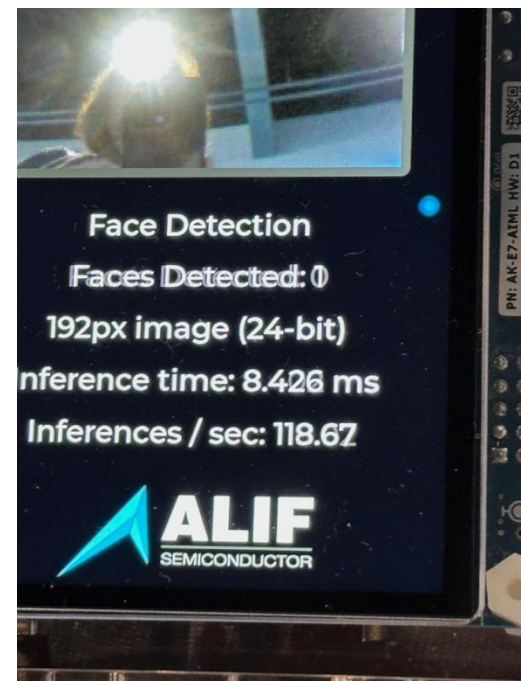 Face Detection
Faces Detected:
192px image (24-bit)
nference time: 8.426 ms
Inferences / sec: 118.67
ALIF
SEMICONDUCTOR
PN: AK-E7-AIML HW: D1